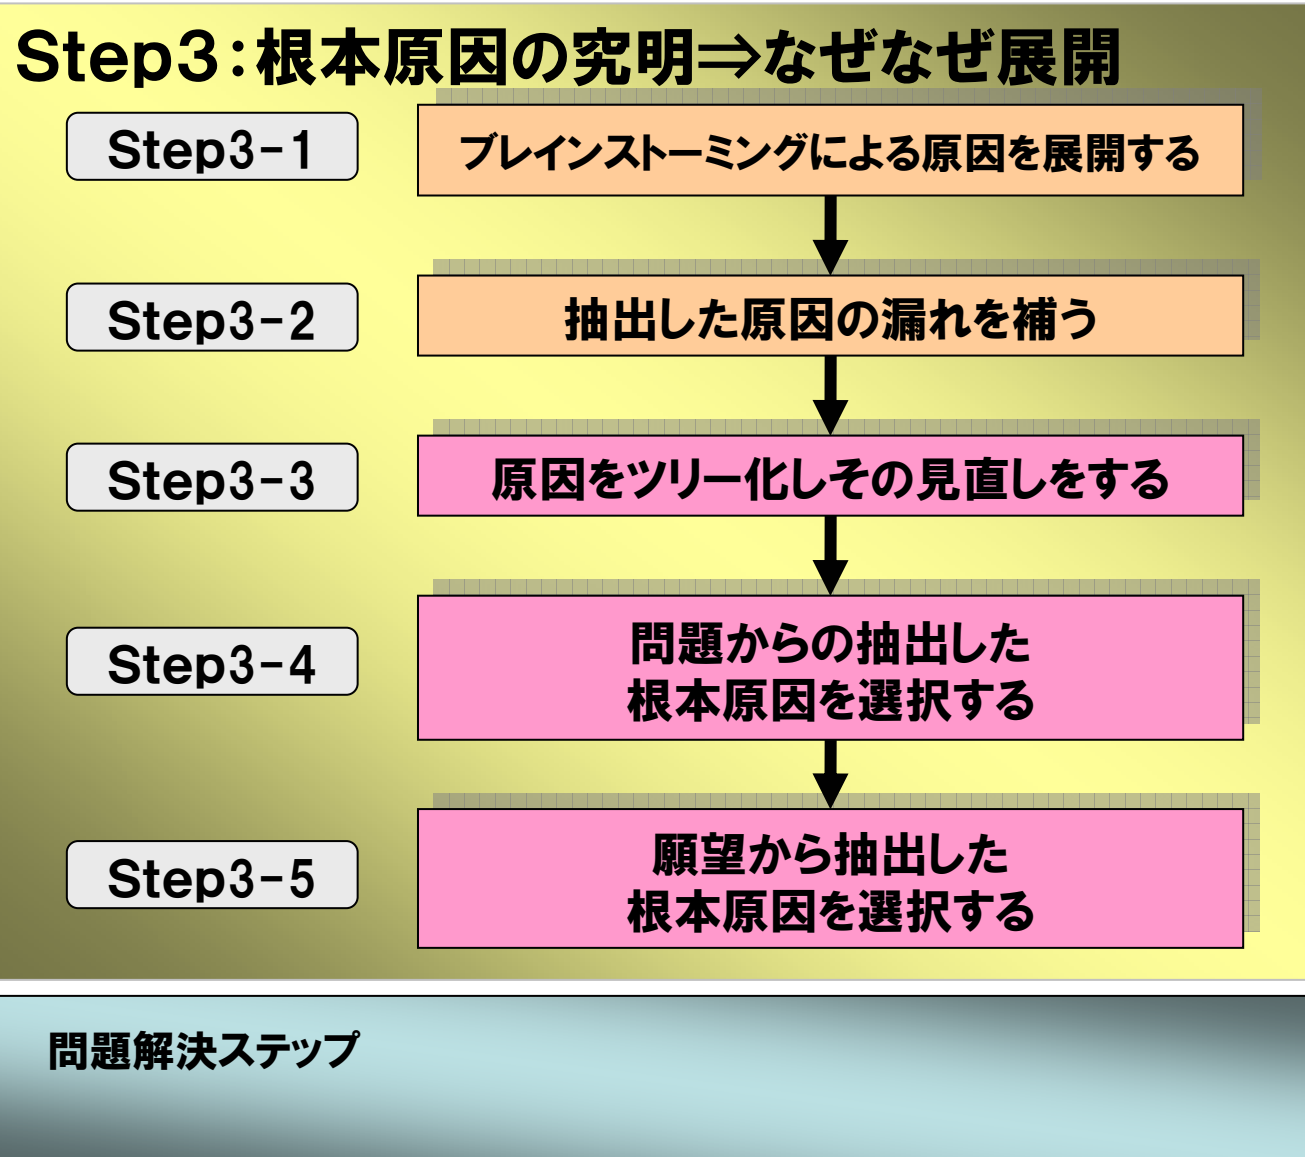 Step3：根本原因の究明⇒なぜなぜ展開
Step3-1
ブレインストーミングによる原因を展開する
Step3-2
抽出した原因の漏れを補う
Step3-3
原因をツリー化しその見直しをする
Step3-4
問題からの抽出した
根本原因を選択する
Step3-5
願望から抽出した
根本原因を選択する
問題解決ステップ